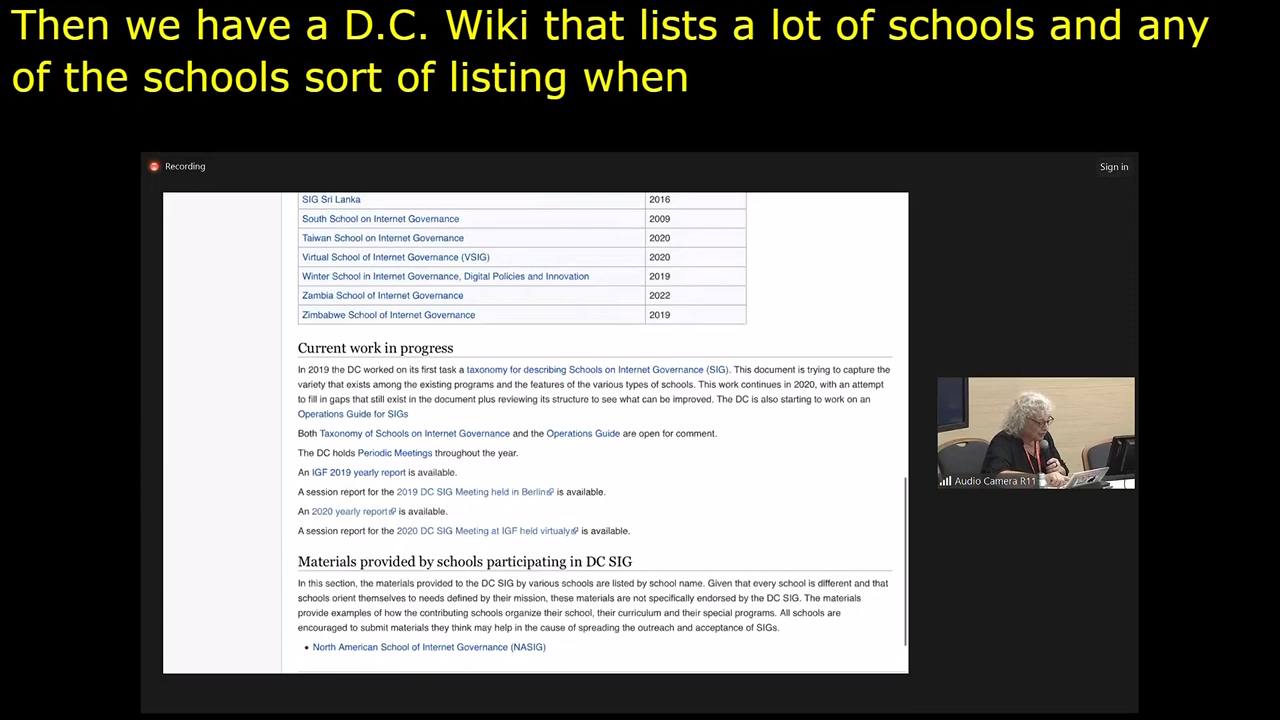 Then we have a D.C. Wiki that lists a lot of schools and any
of the schools sort of listing when
Recording
Sign in
SIG Sri Lanka 2016
South School on Internet Governance 2009
Taiwan School on Internet Governance 2020
Virtual School of Internet Governance (VSIG) 2020
Winter School in Internet Governance, Digital Policies and Innovation 2019
Zambia School of Internet Governance 2022
Zimbabwe School of Internet Governance 2019
Current work in progress
In 2019 the DC worked on its first task a taxonomy for describing Schools on Internet Governance (SIG). This document is trying to capture the
variety that exists among the existing programs and the features of the various types of schools. This work continues in 2020, with an attempt
to fill in gaps that still exist in the document plus reviewing its structure to see what can be improved. The DC is also starting to work on an
Operations Guide for SIGs
Both Taxonomy of Schools on Internet Governance and the Operations Guide are open for comment.
The DC holds Periodic Meetings throughout the year.
An IGF 2019 yearly report is available.
A session report for the 2019 DC SIG Meeting held in Berlin is available.
An 2020 yearly report is available.
A session report for the 2020 DC SIG Meeting at IGF held virtualy is available.
Materials provided by schools participating in DC SIG
In this section, the materials provided to the DC SIG by various schools are listed by school name. Given that every school is different and that
schools orient themselves to needs defined by their mission, these materials are not specifically endorsed by the DC SIG. The materials
provide examples of how the contributing schools organize their school, their curriculum and their special programs. All schools are
encouraged to submit materials they think may help in the cause of spreading the outreach and acceptance of SIGs.
• North American School of Internet Governance (NASIG)
Audio Camera R11